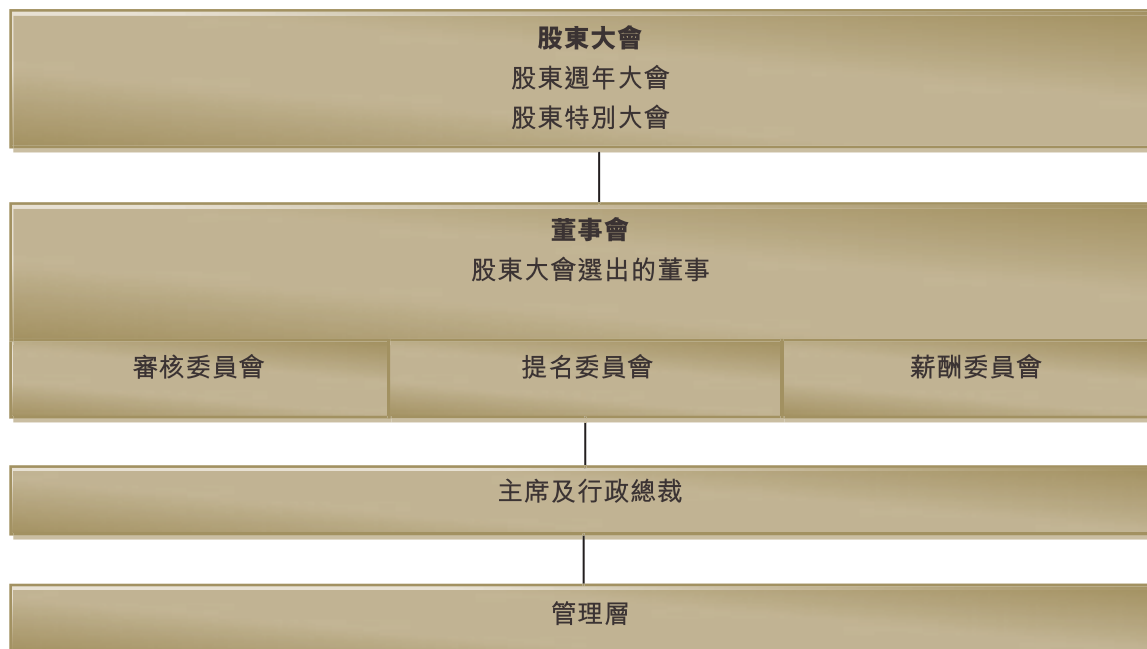 股東大會
股東週年大會
股東特別大會
董事會
股東大會選出的董事
審核委員會
提名委員會
薪酬委員會
主席及行政總裁
管理層